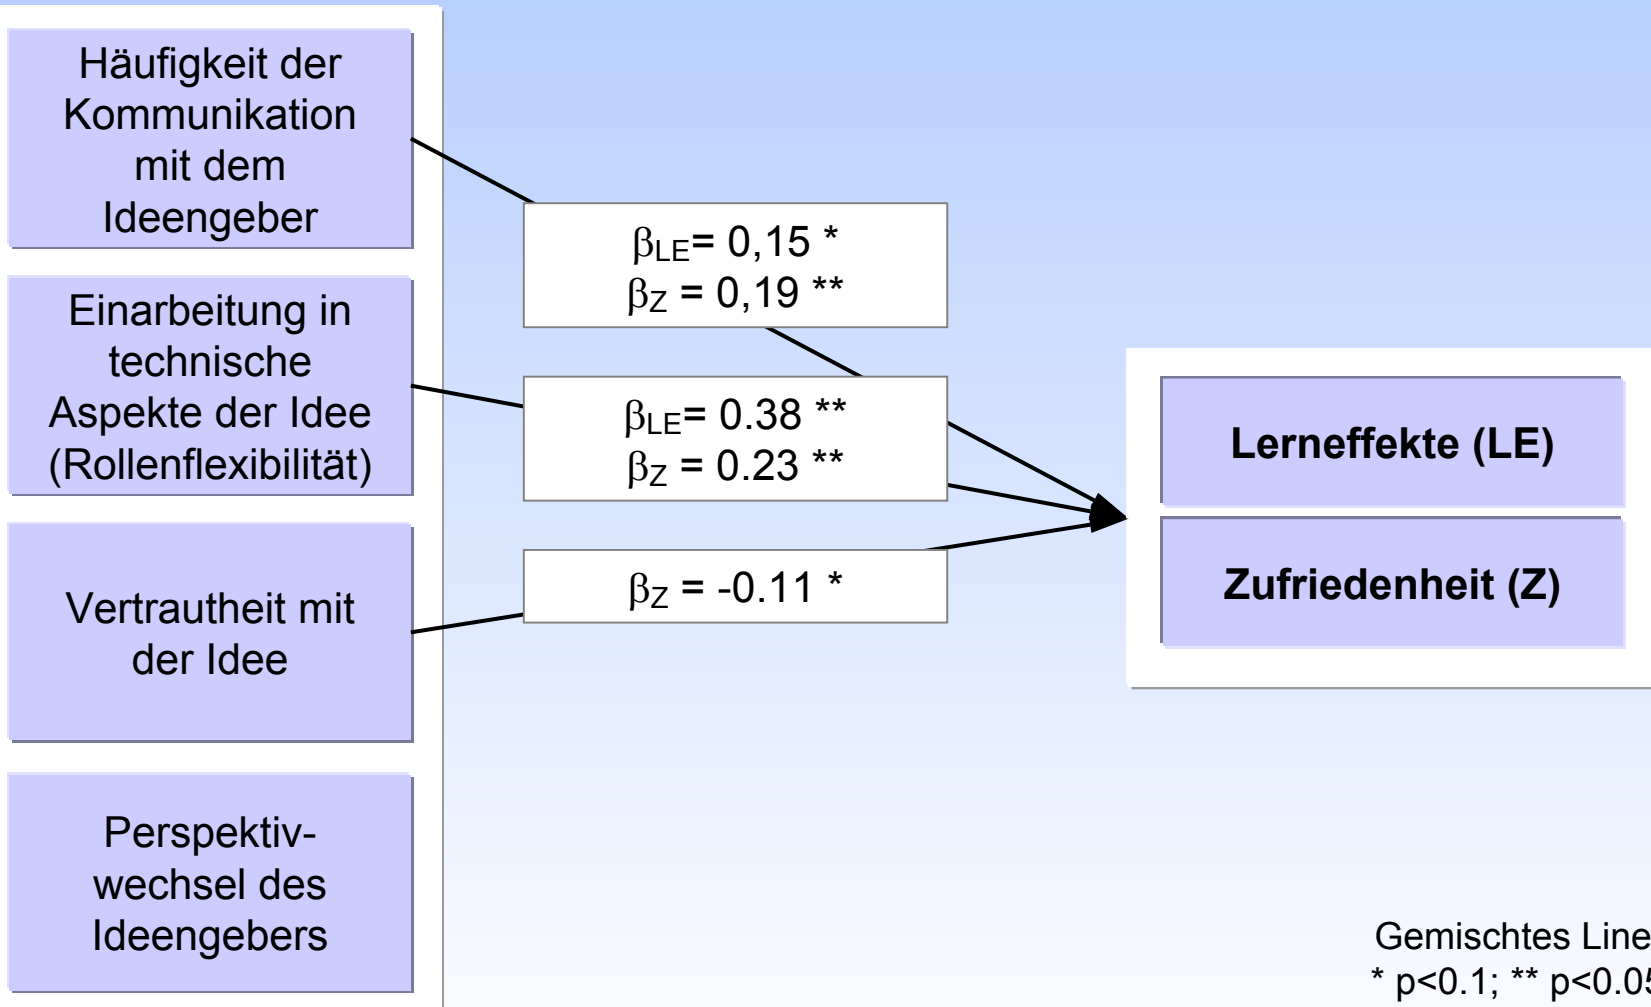 Häufigkeit der
Kommunikation
mit dem
Ideengeber
Einarbeitung in
technische
Aspekte der Idee
(Rollenflexibilität)
Vertrautheit mit
der Idee
Perspektiv-
wechsel des
Ideengebers
βLE= 0,15 *
βZ = 0,19 **
βLE= 0.38 **
βZ = 0.23 **
βZ = -0.11 *
Lerneffekte (LE)
Zufriedenheit (Z)
Gemischtes Line
* p<0.1; ** p<0.05